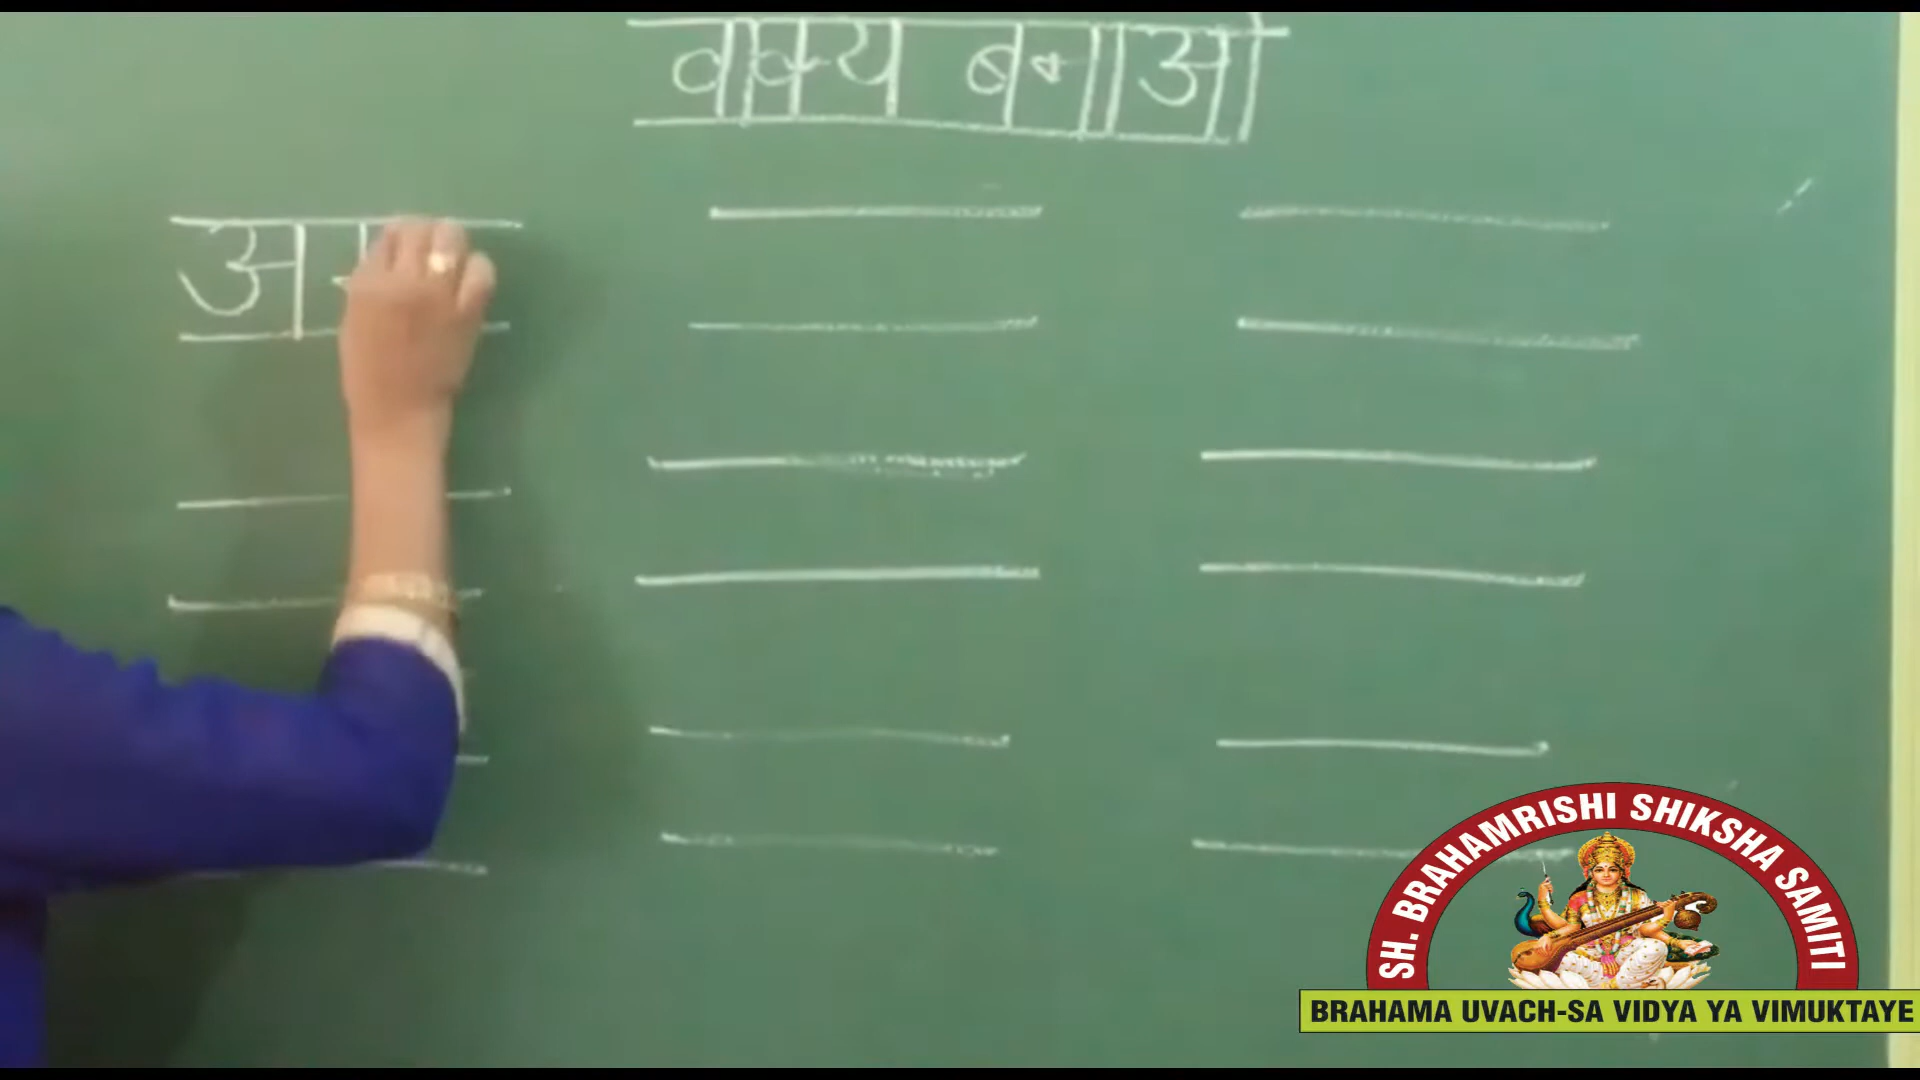 वाक्य बनाओ
SH. BRAHAMRISHI SHIKSHA SAMITI
BRAHAMA UVACH-SA VIDYA YA VIMUKTAYE